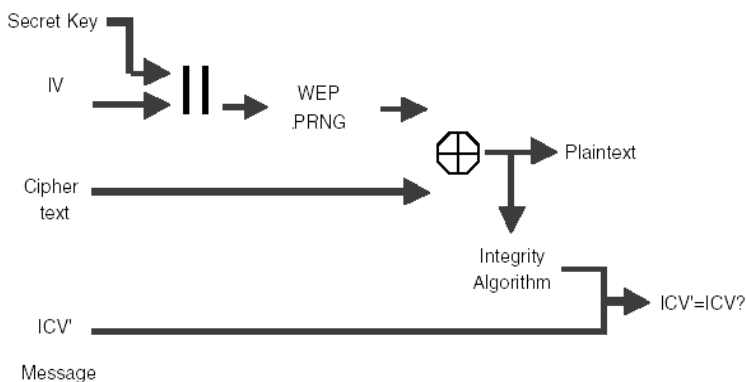 Secret Key
IV
WEP
.PRNG
Plaintext
Cipher
text
Integrity
Algorithm
ICV'=ICV?
ICV'
Message